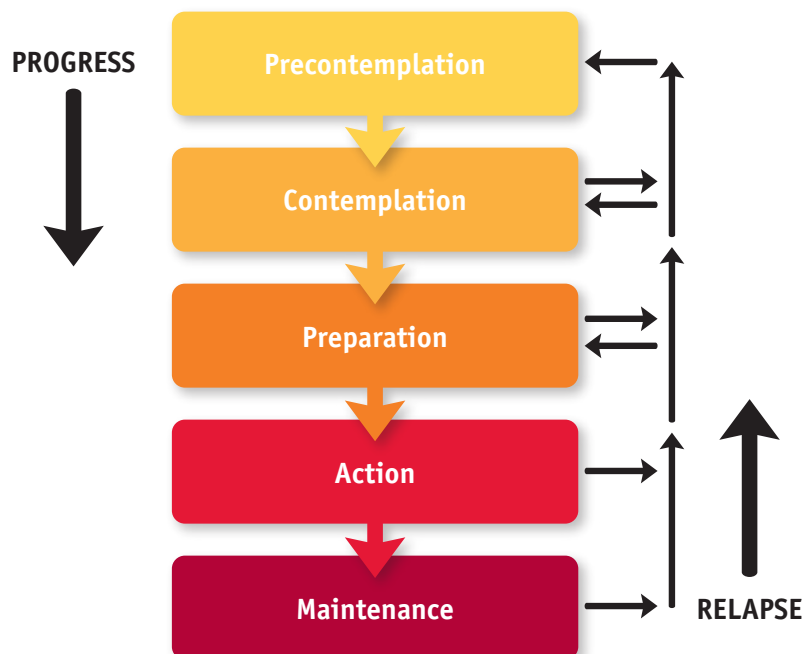 PROGRESS
Precontemplation
Contemplation
Preparation
Action
Maintenance
RELAPSE